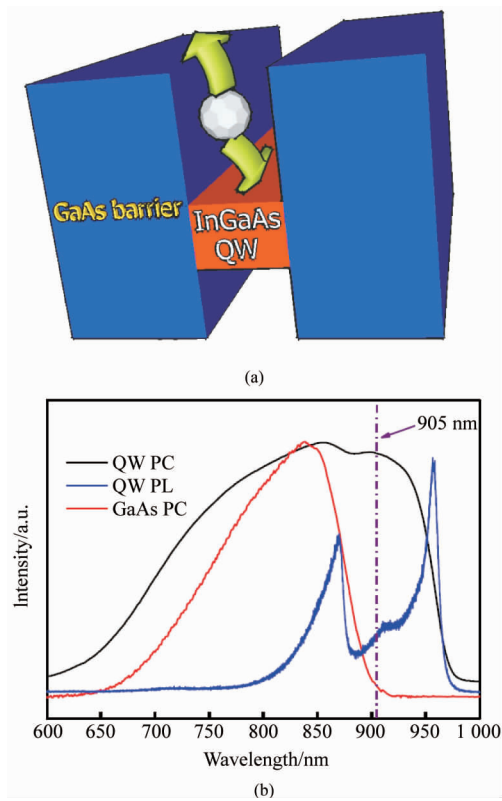 GaAs barrier
InGaAs
QW
(a)
905 nm
QW PC
QW PL
GaAs PC
Intensity/a.u.
600 650 700 750 800 850 900 950 1 000
Wavelength/nm
(b)